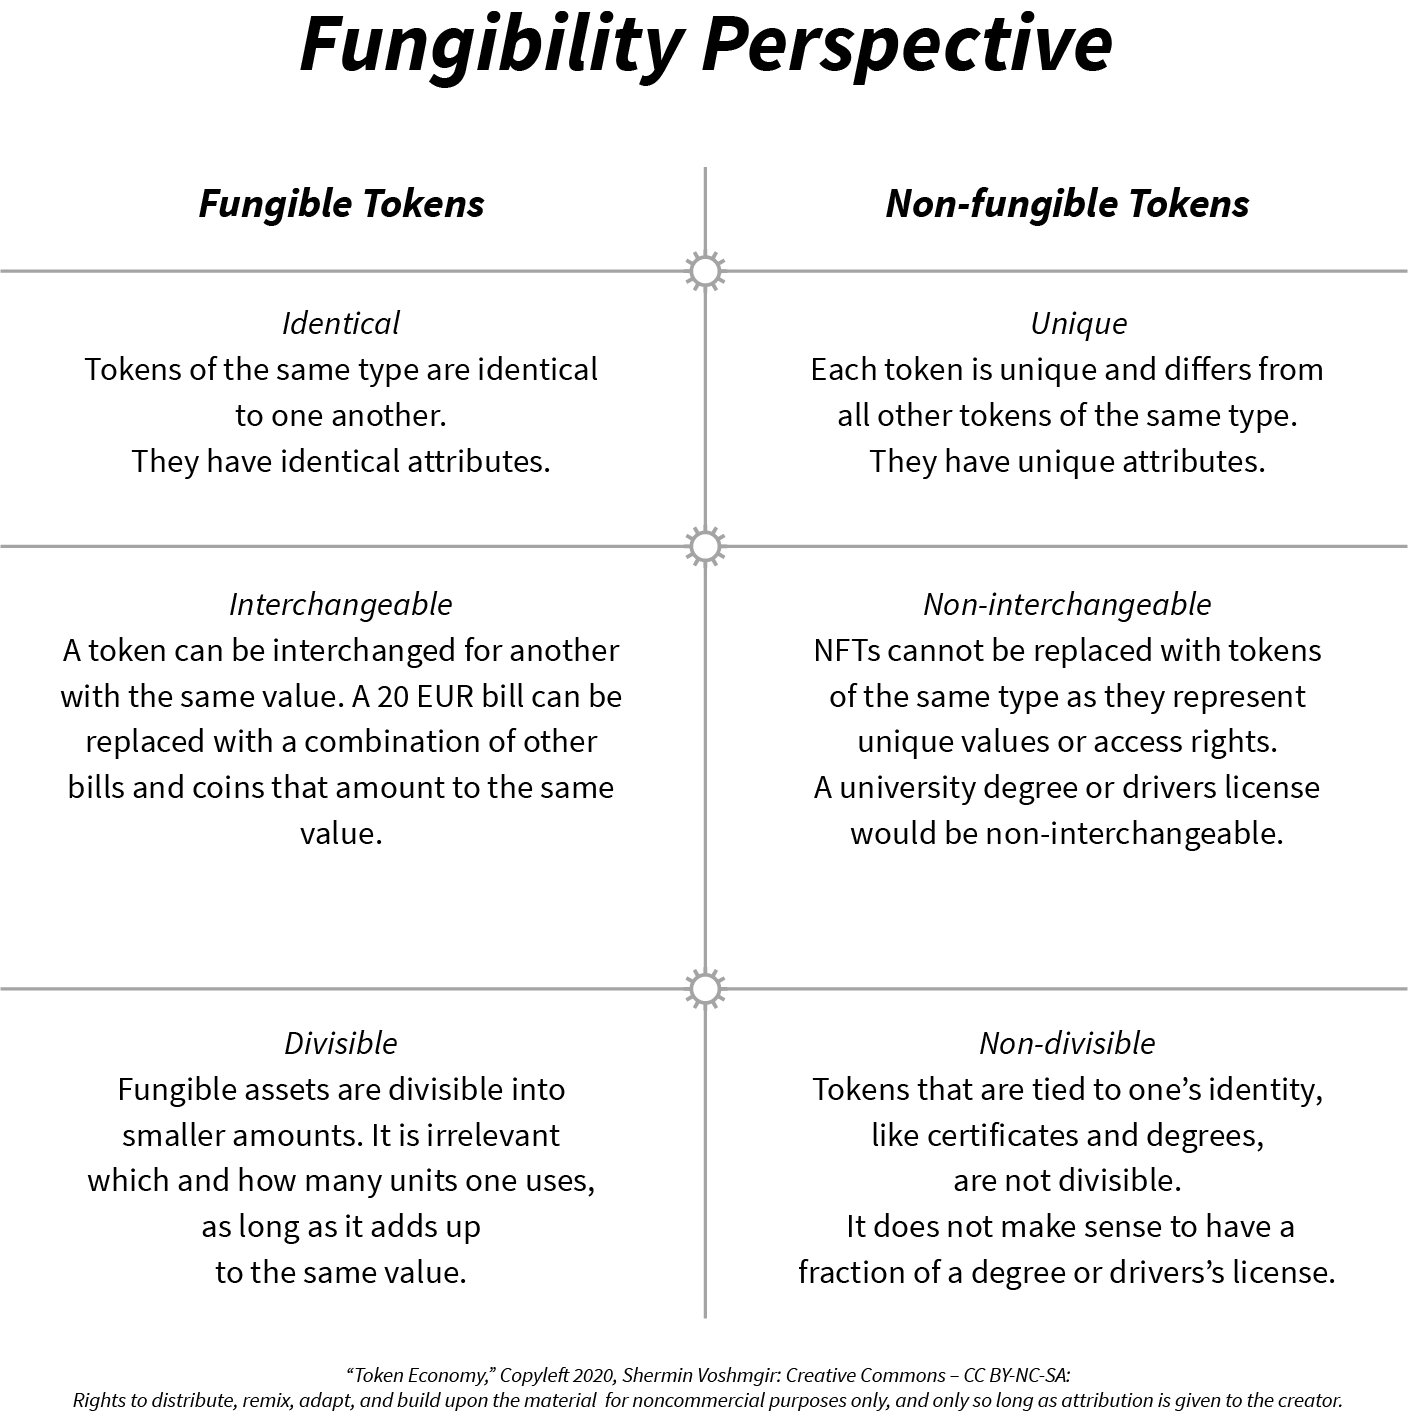 Fungibility Perspective
Fungible Tokens
Non-fungible Tokens
Identical
Tokens of the same type are identical
to one another.
They have identical attributes.
Unique
Each token is unique and differs from
all other tokens of the same type.
They have unique attributes.
Interchangeable
A token can be interchanged for another
with the same value. A 20 EUR bill can be
replaced with a combination of other
bills and coins that amount to the same
value.
Non-interchangeable
NFTs cannot be replaced with tokens
of the same type as they represent
unique values or access rights.
A university degree or drivers license
would be non-interchangeable.
Divisible
Fungible assets are divisible into
smaller amounts. It is irrelevant
which and how many units one uses,
as long as it adds up
to the same value.
Non-divisible
Tokens that are tied to one’s identity,
like certificates and degrees,
are not divisible.
It does not make sense to have a
fraction of a degree or drivers’s license.
“Token Economy,” Copyleft 2020, Shermin Voshmgir: Creative Commons – CC BY-NC-SA:
Rights to distribute, remix, adapt, and build upon the material for noncommercial purposes only, and only so long as attribution is given to the creator.